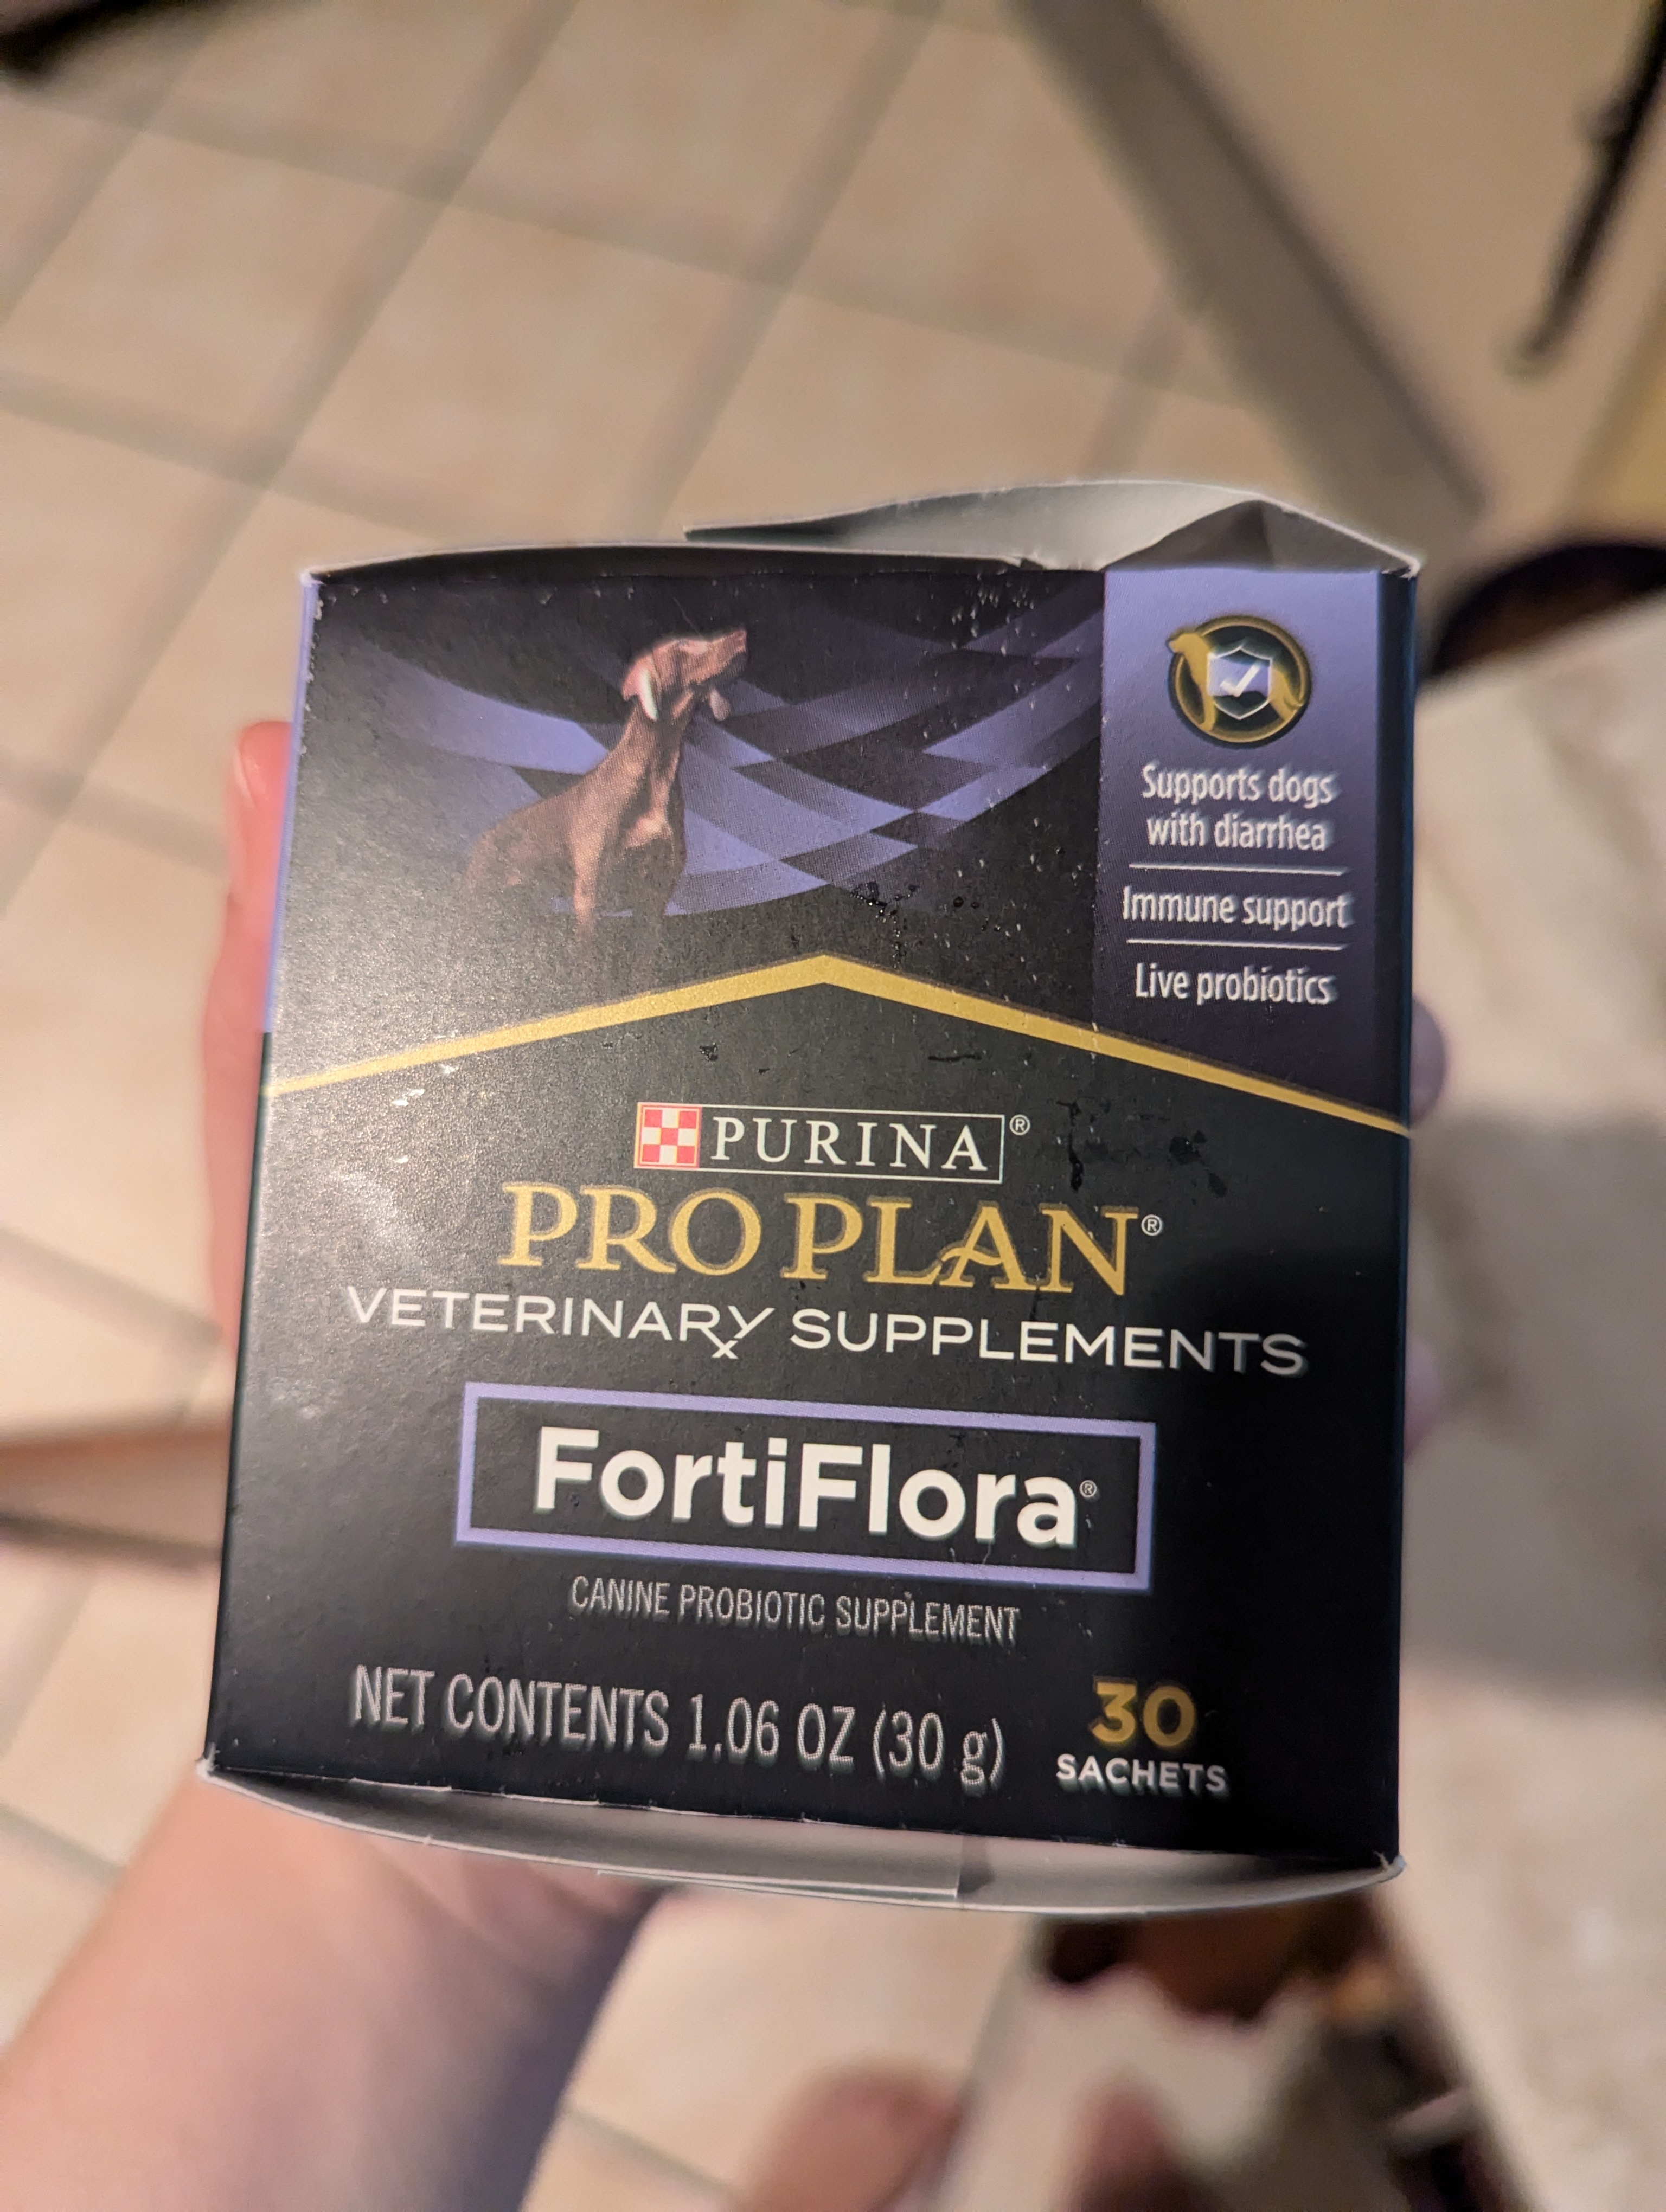 Supports dogs
with diarrhea
Immune support
Live probiotics
PURINA®
PRO PLAN®
VETERINARY SUPPLEMENTS
FortiFlora®
CANINE PROBIOTIC SUPPLEMENT
NET CONTENTS 1.06 OZ (30 g)
30
SACHETS